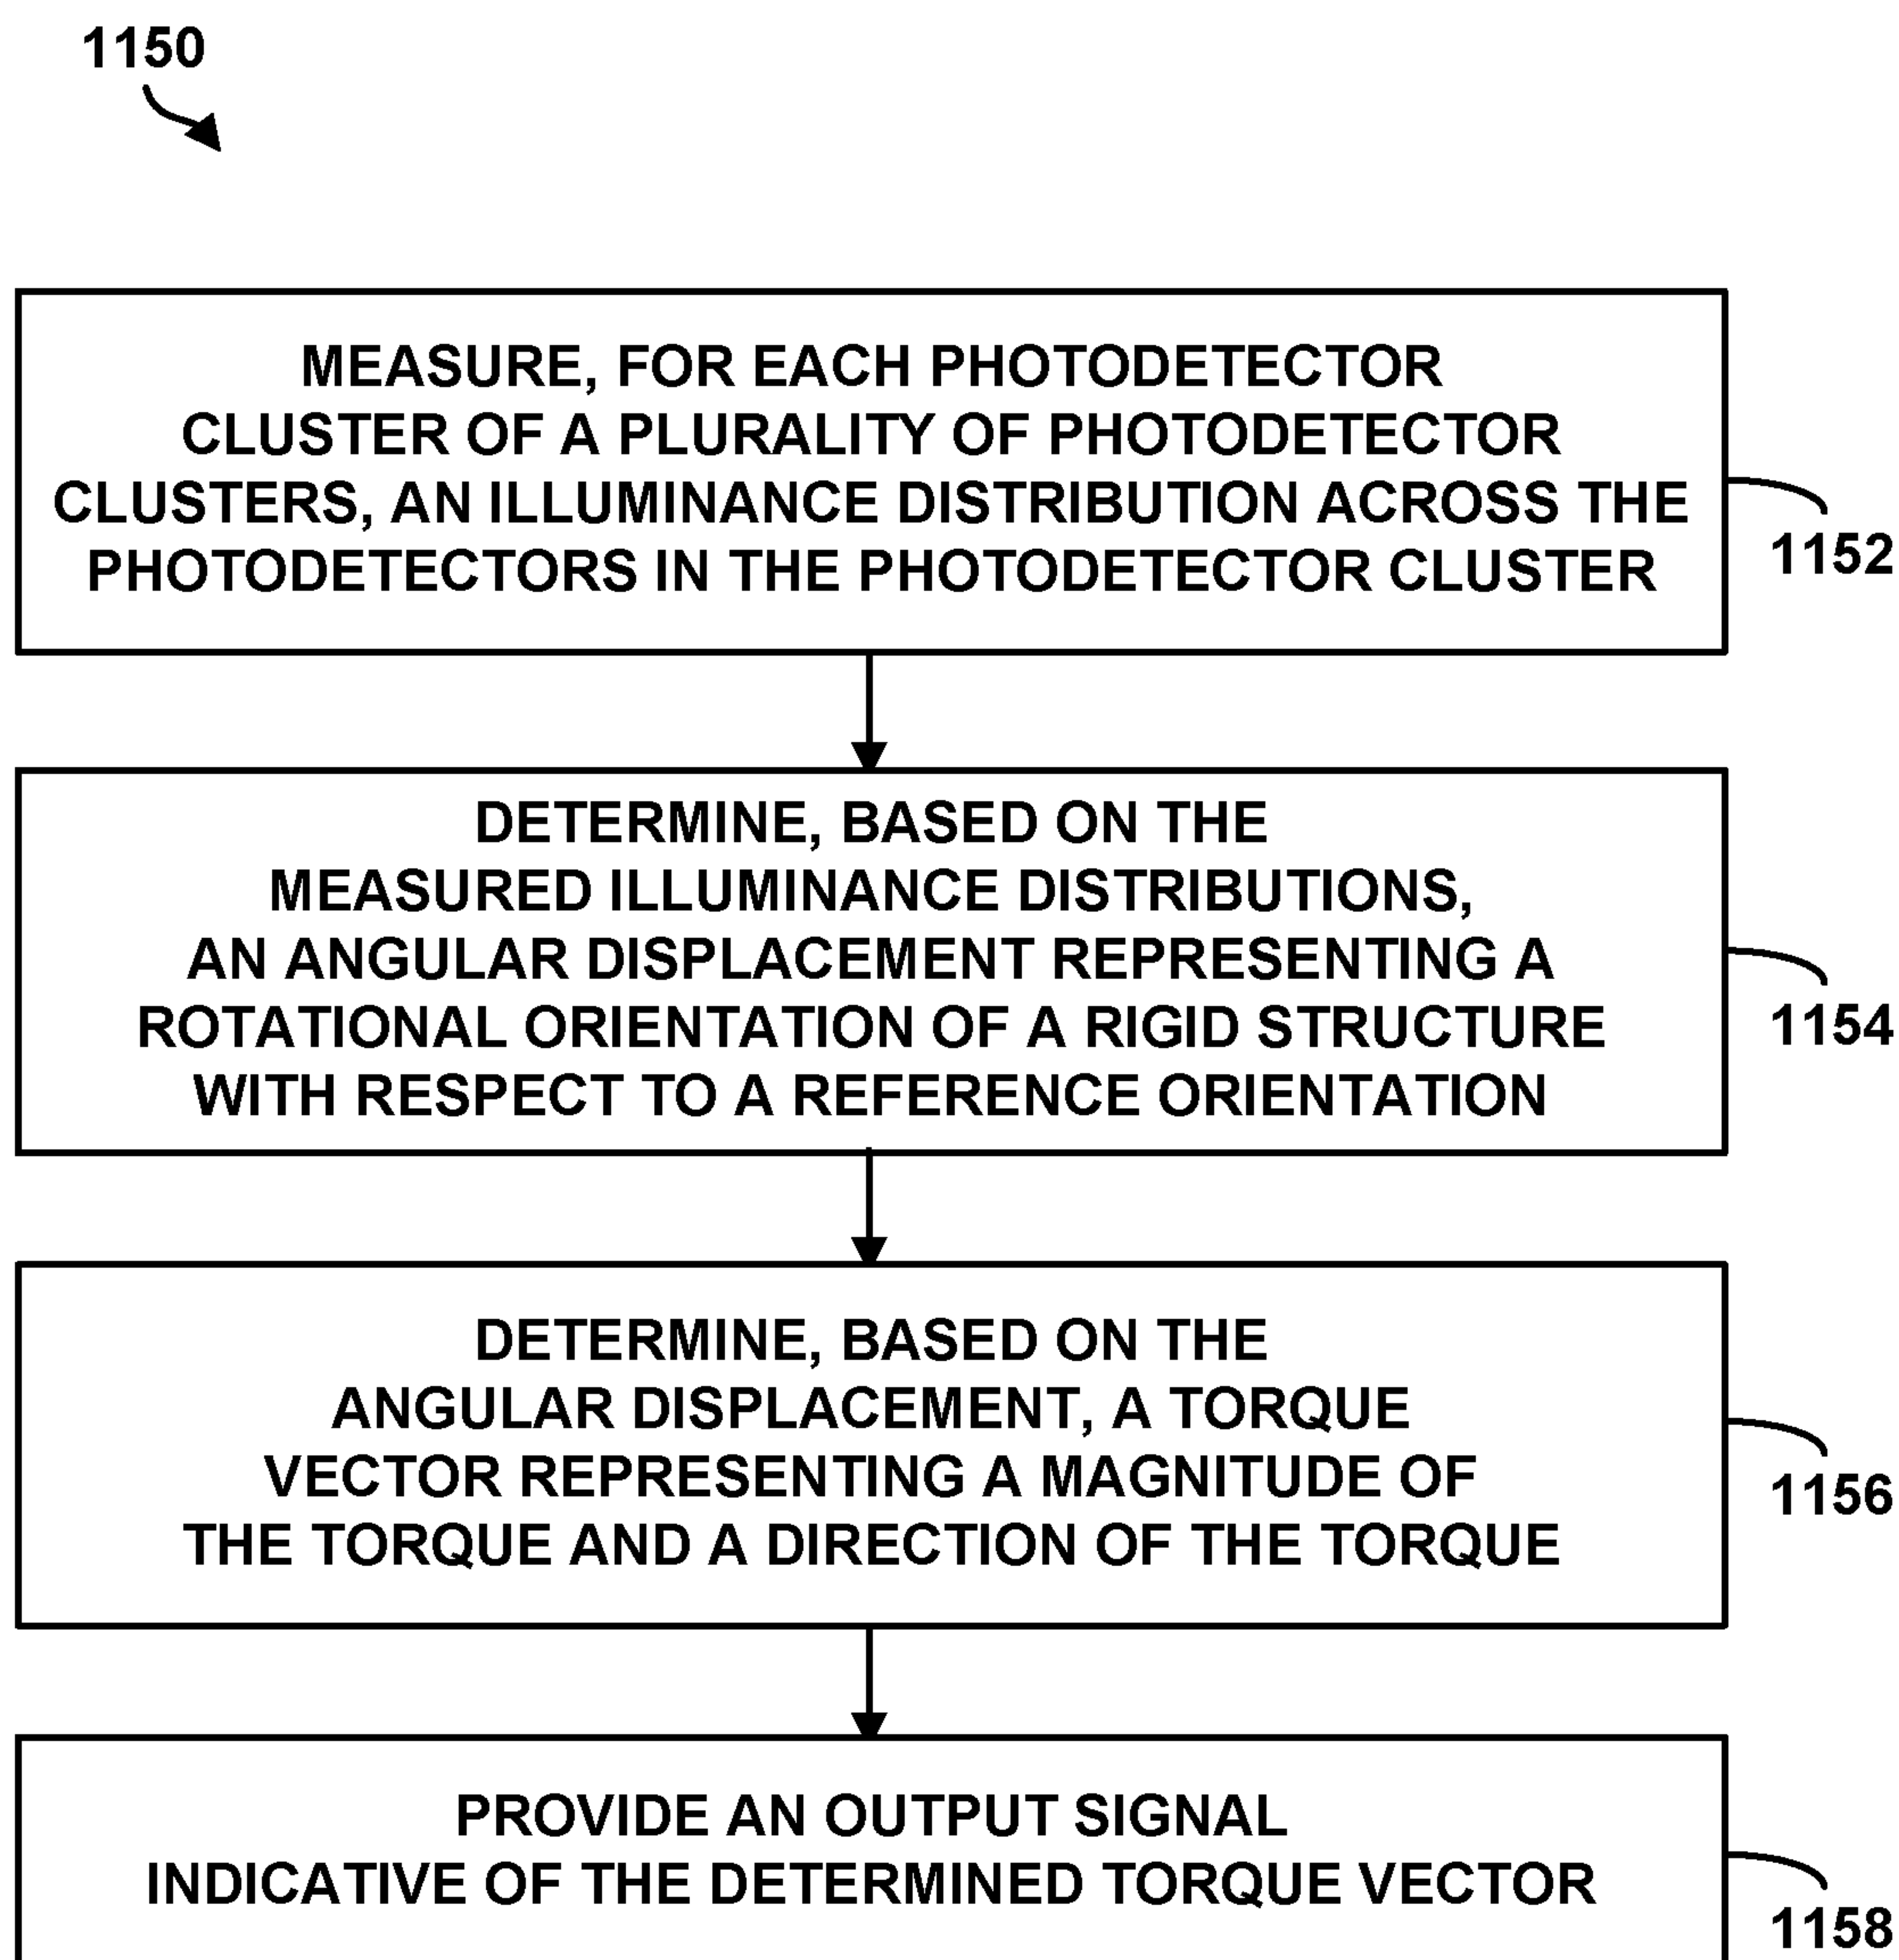 1150
MEASURE, FOR EACH PHOTODETECTOR
CLUSTER OF A PLURALITY OF PHOTODETECTOR
CLUSTERS, AN ILLUMINANCE DISTRIBUTION ACROSS THE
PHOTODETECTORS IN THE PHOTODETECTOR CLUSTER
1152
DETERMINE, BASED ON THE
MEASURED ILLUMINANCE DISTRIBUTIONS,
AN ANGULAR DISPLACEMENT REPRESENTING A
ROTATIONAL ORIENTATION OF A RIGID STRUCTURE
WITH RESPECT TO A REFERENCE ORIENTATION
1154
DETERMINE, BASED ON THE
ANGULAR DISPLACEMENT, A TORQUE
VECTOR REPRESENTING A MAGNITUDE OF
THE TORQUE AND A DIRECTION OF THE TORQUE
1156
PROVIDE AN OUTPUT SIGNAL
INDICATIVE OF THE DETERMINED TORQUE VECTOR
1158